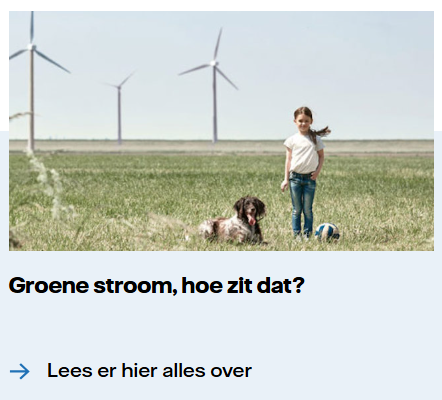 Groene stroom, hoe zit dat?
Lees er hier alles over